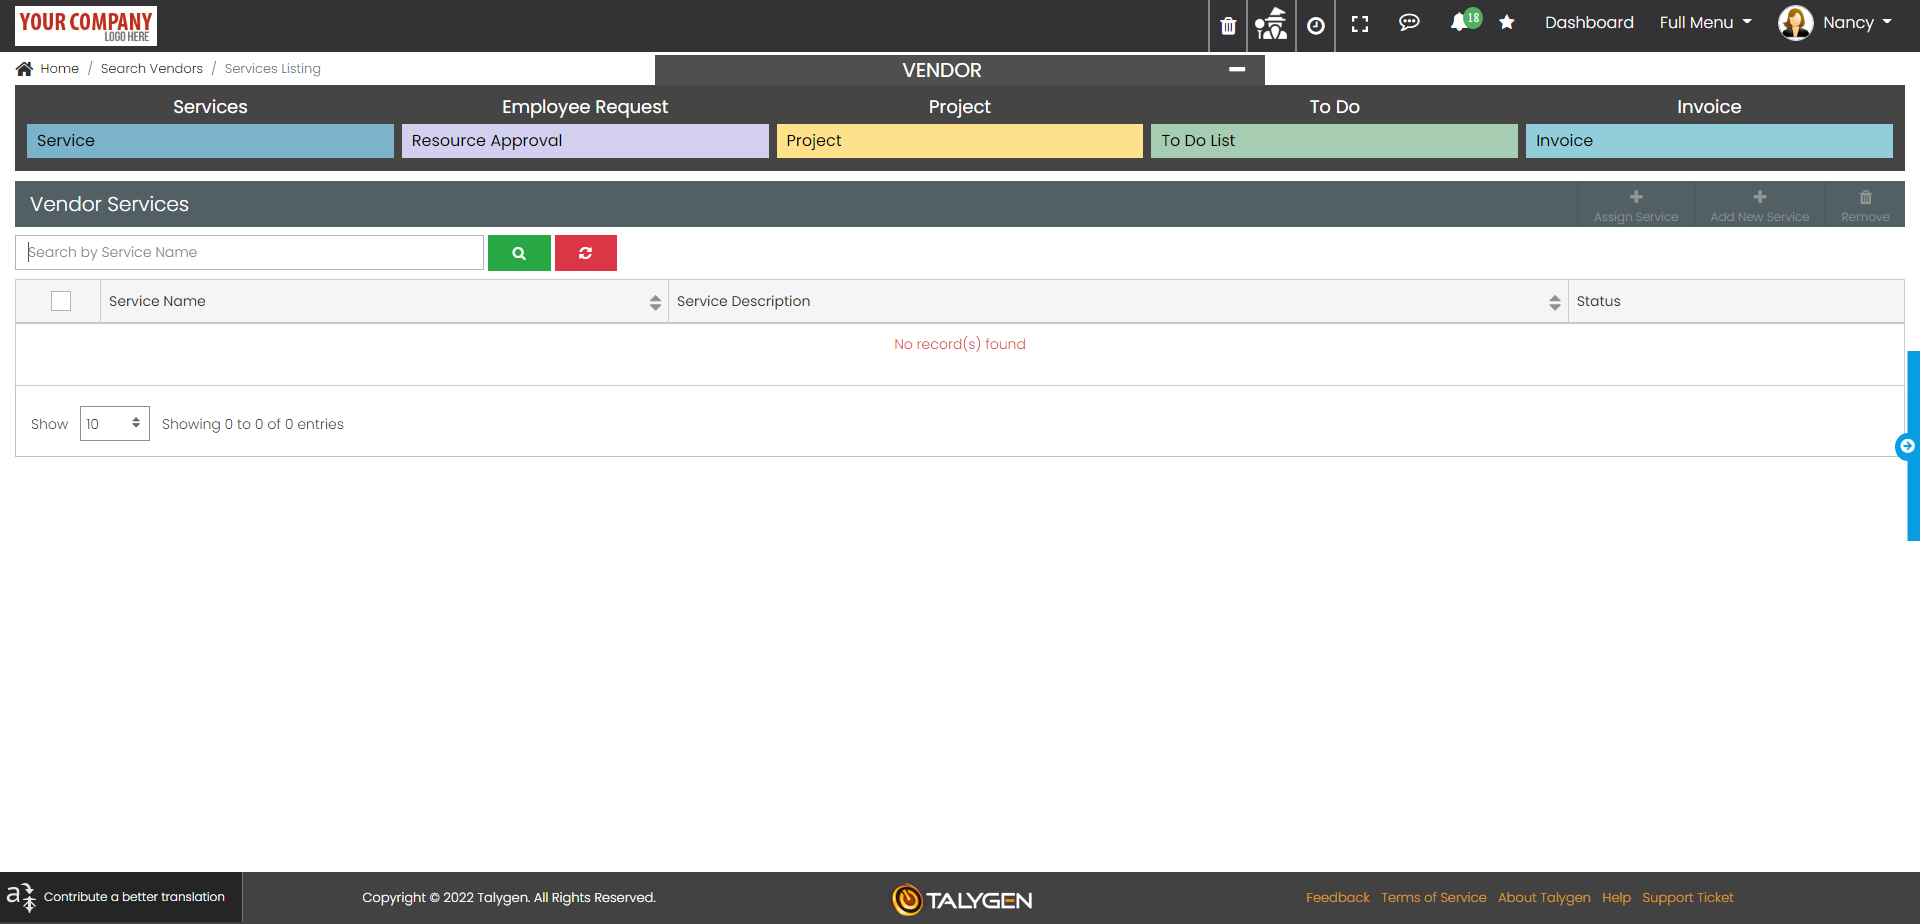 YOUR COMPANY
LOGO HERE
18
Dashboard
Full Menu
Nancy
Home / Search Vendors / Services Listing
VENDOR
Services
Employee Request
Project
To Do
Invoice
Service
Resource Approval
Project
To Do List
Invoice
Vendor Services
Assign Service
Add New Service
Remove
Search by Service Name
Service Name
Service Description
Status
No record(s) found
Show 10 Showing 0 to 0 of 0 entries
Contribute a better translation
Copyright © 2022 Talygen. All Rights Reserved.
TALYGEN
Feedback Terms of Service About Talygen Help Support Ticket